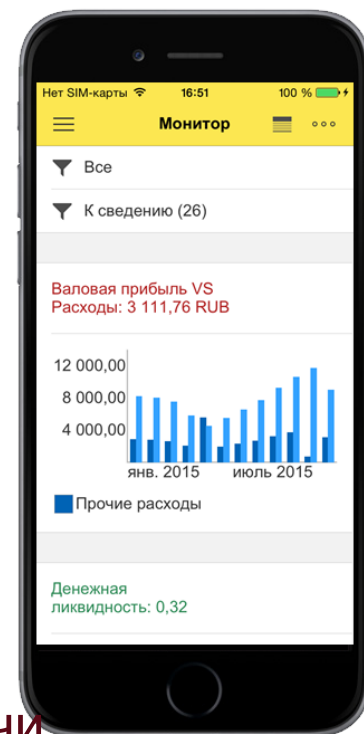 Нет SIM-карты 16:51 100 %
Монитор
Все
К сведению (26)
Валовая прибыль VS
Расходы: 3 111,76 RUB
12 000,00
8 000,00
4 000,00
янв. 2015 июль 2015
Прочие расходы
Денежная
ликвидность: 0,32
чи